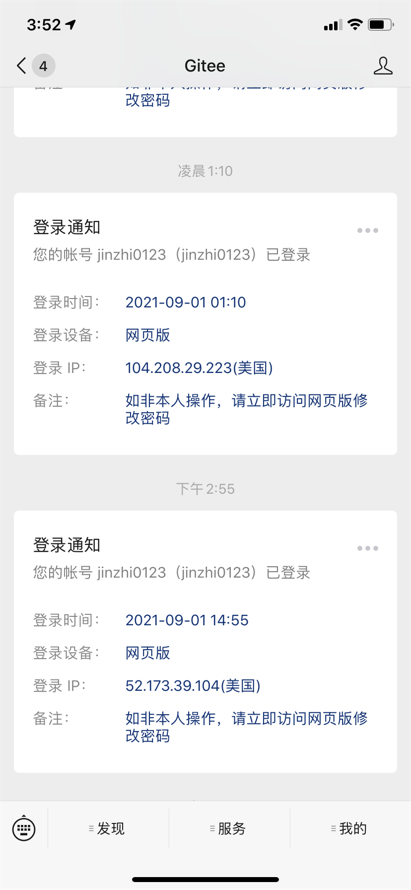 3:52
4
Gitee
改密码
凌晨 1:10
登录通知
您的帐号 jinzhi0123（jinzhi0123）已登录
登录时间： 2021-09-01 01:10
登录设备： 网页版
登录 IP： 104.208.29.223(美国)
备注： 如非本人操作，请立即访问网页版修
改密码
下午 2:55
登录通知
您的帐号 jinzhi0123（jinzhi0123）已登录
登录时间： 2021-09-01 14:55
登录设备： 网页版
登录 IP： 52.173.39.104(美国)
备注： 如非本人操作，请立即访问网页版修
改密码
发现
服务
我的